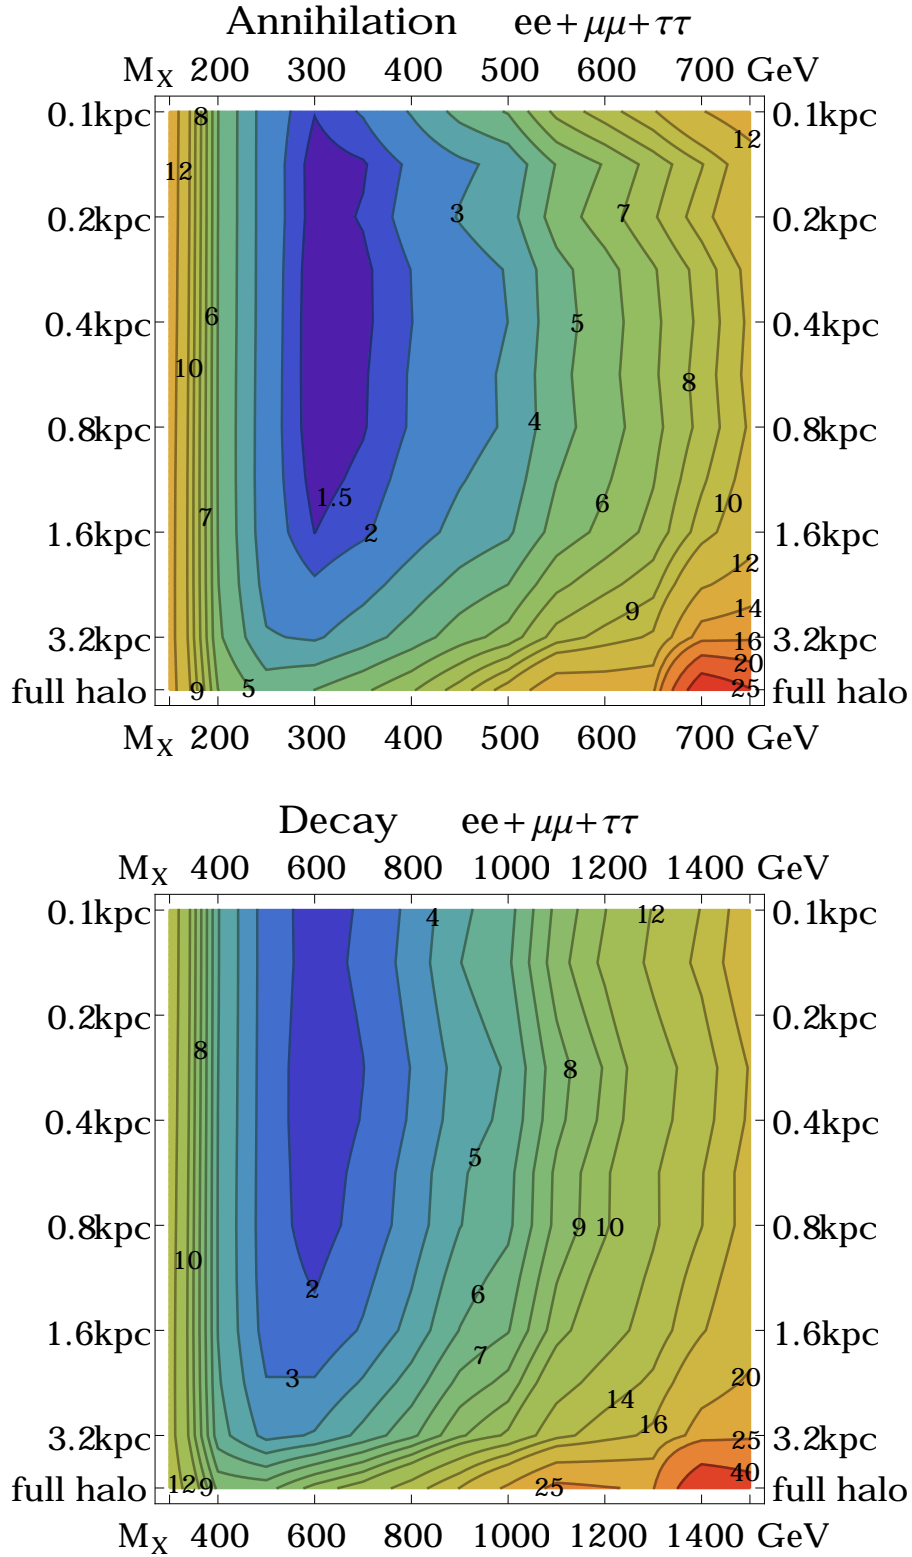 Annihilation ee+μμ+ττ
M_X 200 300 400 500 600 700 GeV
0.1kpc 8 0.1kpc
12
12
0.2kpc 3 7 0.2kpc
6 5
0.4kpc 0.4kpc
10
8
4
0.8kpc 0.8kpc
1.5
6 10
7
1.6kpc 2 1.6kpc
12
14
9
3.2kpc 16 3.2kpc
20
full halo 9 5 25 full halo
M_X 200 300 400 500 600 700 GeV
Decay ee+μμ+ττ
M_X 400 600 800 1000 1200 1400 GeV
0.1kpc 4 12 0.1kpc
0.2kpc 0.2kpc
8
8
0.4kpc 0.4kpc
5
0.8kpc 9 10 0.8kpc
10
2
6
1.6kpc 1.6kpc
7
3 20
14
16
3.2kpc 25 3.2kpc
40
full halo 12 9 25 full halo
M_X 400 600 800 1000 1200 1400 GeV